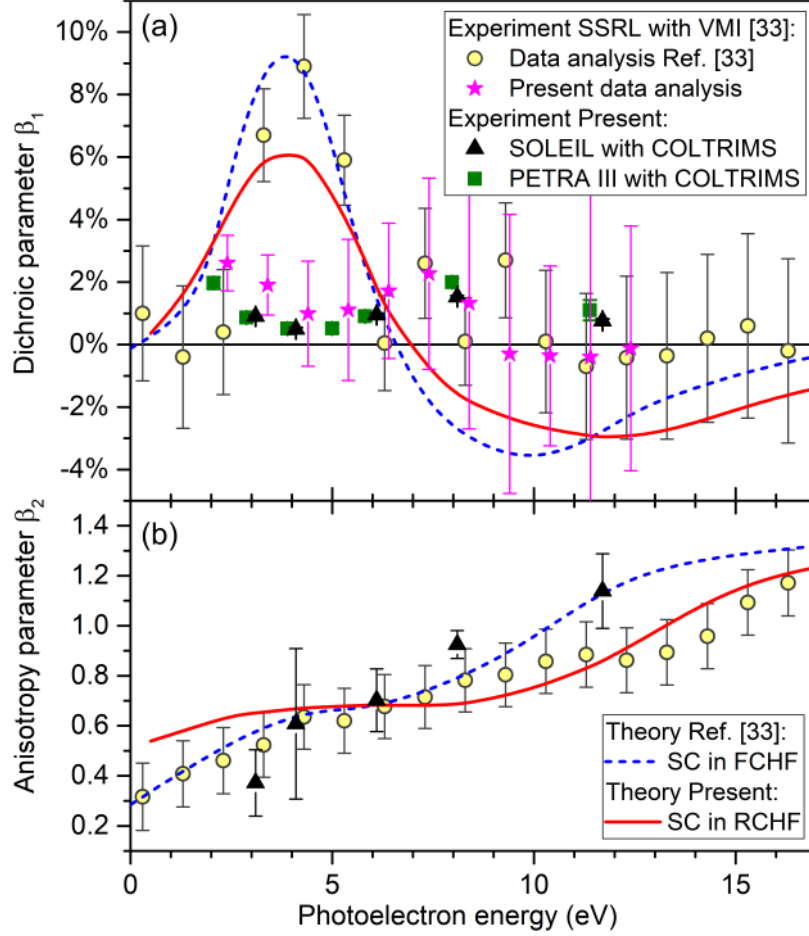 (a)
Experiment SSRL with VMI [33]:
Data analysis Ref. [33]
Present data analysis
Experiment Present:
SOLEIL with COLTRIMS
PETRA III with COLTRIMS
Dichroic parameter β₁
10%
8%
6%
4%
2%
0%
-2%
-4%
(b)
Anisotropy parameter β₂
1.4
1.2
1.0
0.8
0.6
0.4
0.2
Theory Ref. [33]:
SC in FCHF
Theory Present:
SC in RCHF
0 5 10 15
Photoelectron energy (eV)